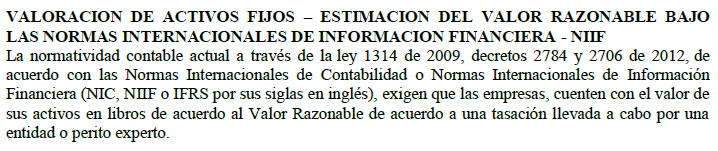 VALORACION DE ACTIVOS FIJOS – ESTIMACION DEL VALOR RAZONABLE BAJO
LAS NORMAS INTERNACIONALES DE INFORMACION FINANCIERA - NIIF
La normatividad contable actual a través de la ley 1314 de 2009, decretos 2784 y 2706 de 2012, de
acuerdo con las Normas Internacionales de Contabilidad o Normas Internacionales de Información
Financiera (NIC, NIIF o IFRS por sus siglas en inglés), exigen que las empresas, cuenten con el valor de
sus activos en libros de acuerdo al Valor Razonable de acuerdo a una tasación llevada a cabo por una
entidad o perito experto.